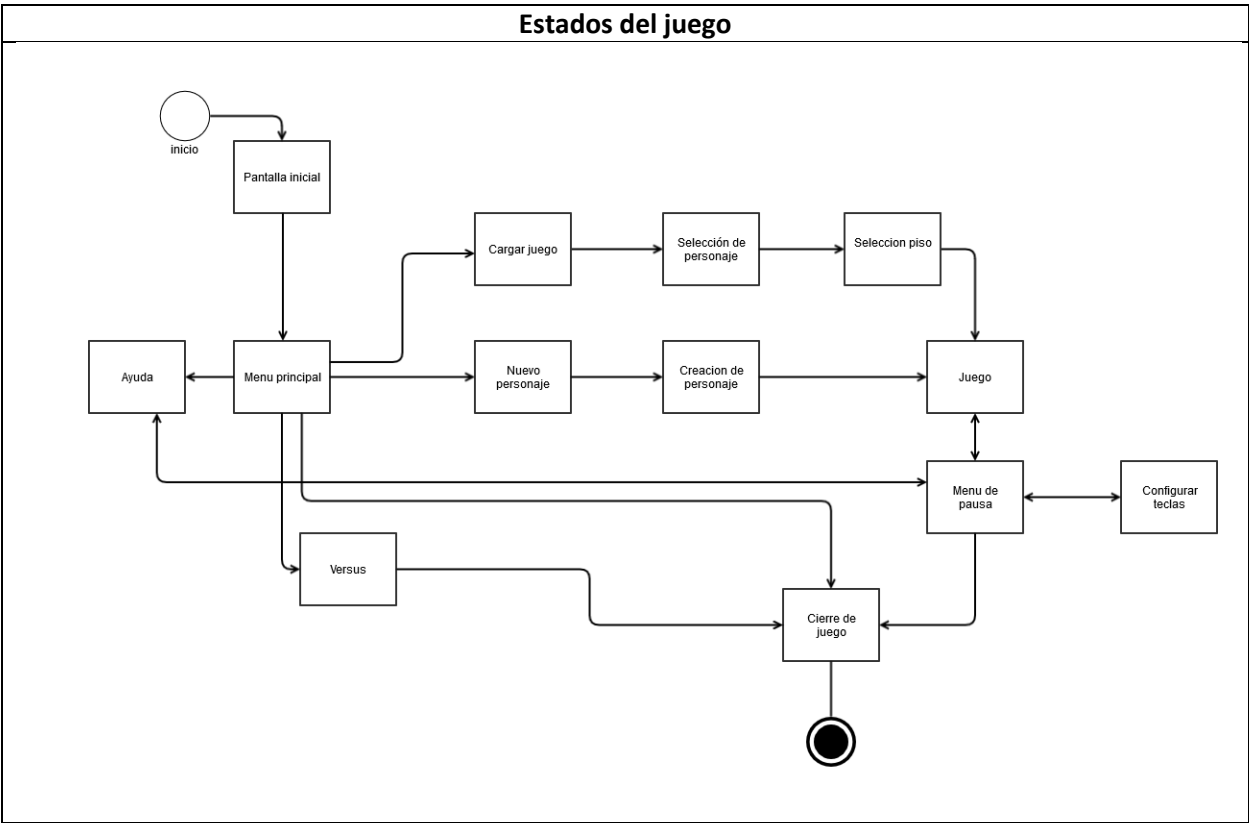 Estados del juego
inicio
Pantalla inicial
Cargar juego
Selección de
personaje
Seleccion piso
Ayuda
Menu principal
Nuevo
personaje
Creacion de
personaje
Juego
Menu de
pausa
Configurar
teclas
Versus
Cierre de
juego